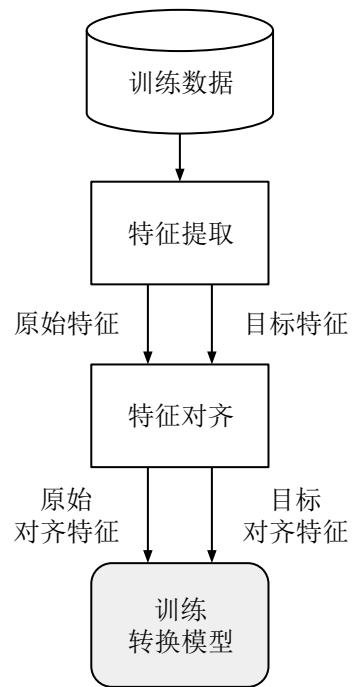 训练数据
特征提取
原始特征
目标特征
特征对齐
原始
对齐特征
目标
对齐特征
训练
转换模型